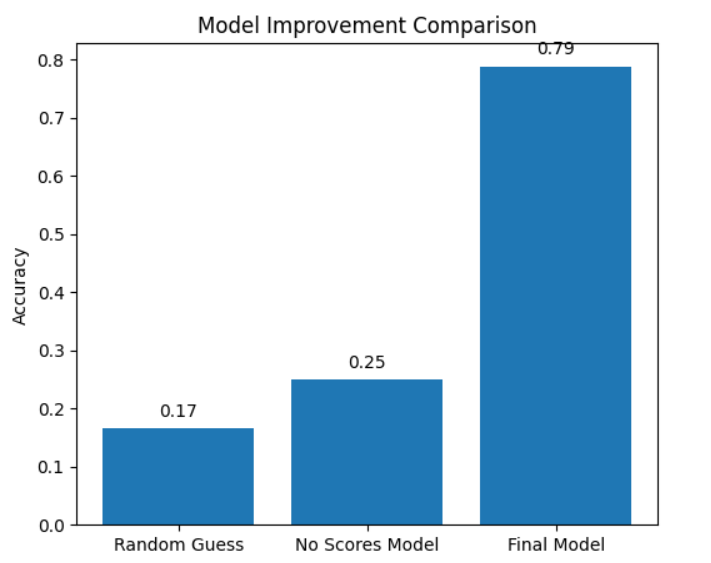 Model Improvement Comparison
0.79
0.8
0.7
0.6
0.5
0.4
0.3
0.2
0.1
0.0
Accuracy
0.25
0.17
Random Guess
No Scores Model
Final Model